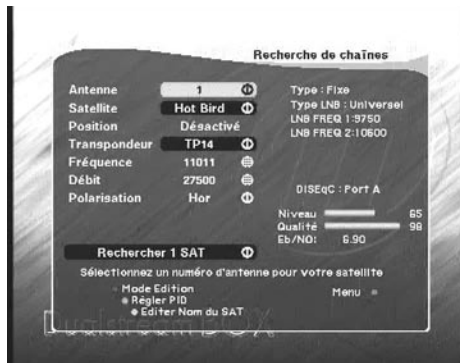 Recherche de chaînes
Antenne 1
Satellite Hot Bird
Position Désactivé
Transpondeur TP14
Fréquence 11011
Débit 27500
Polarisation Hor
Type : Fixe
Type LNB : Universel
LNB FREQ 1:9750
LNB FREQ 2:10600
DISEqC : Port A
Niveau 65
Qualité 98
Eb/NO: 6.90
Rechercher 1 SAT
Sélectionnez un numéro d'antenne pour votre satellite
Mode Edition
Régler PID
Editer Nom du SAT
Menu
Dualstream BOX